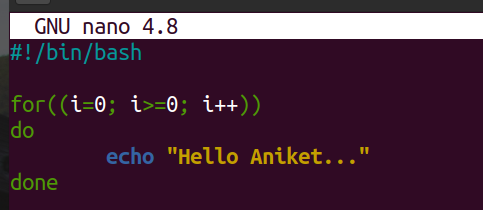 GNU nano 4.8
#!/bin/bash
for((i=0; i>=0; i++))
do
echo "Hello Aniket..."
done